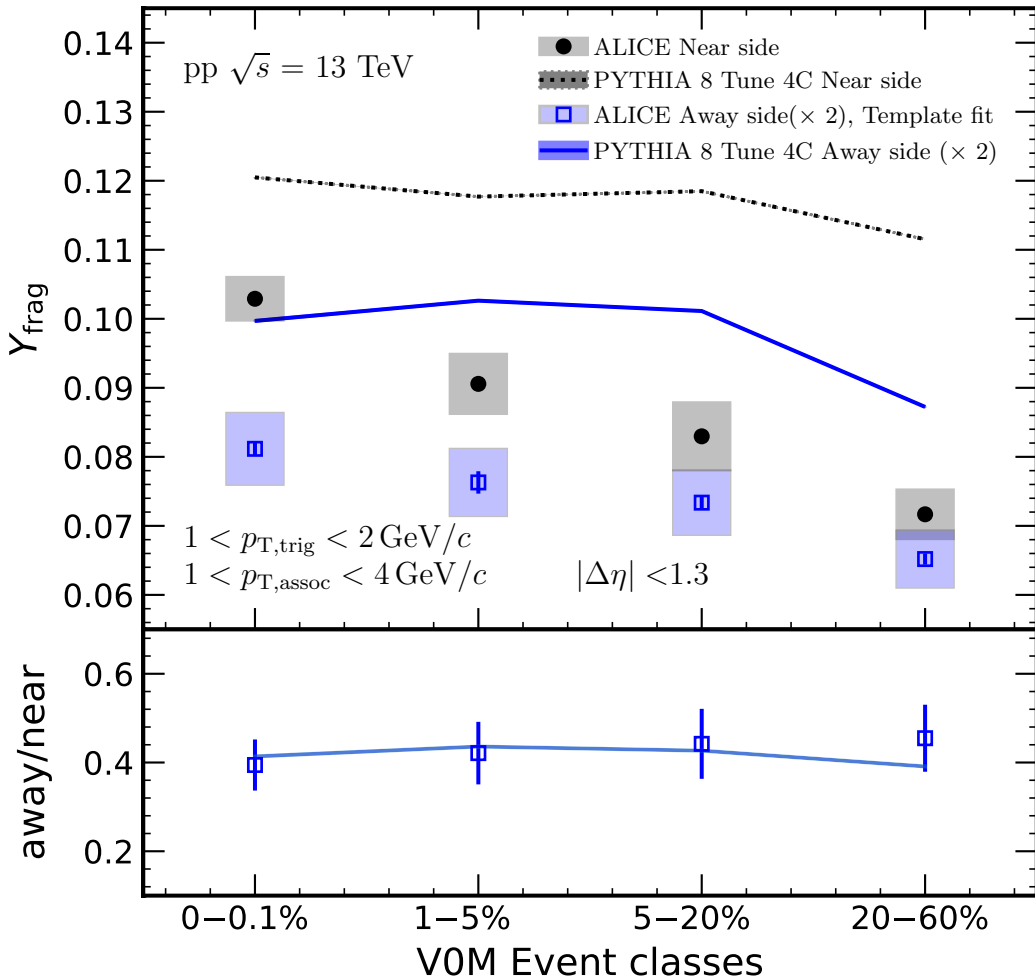 pp √s = 13 TeV
ALICE Near side
PYTHIA 8 Tune 4C Near side
ALICE Away side(× 2), Template fit
PYTHIA 8 Tune 4C Away side (× 2)
0.14
0.13
0.12
0.11
0.10
0.09
0.08
0.07
0.06
Y_frag
1 < p_T,trig < 2 GeV/c
1 < p_T,assoc < 4 GeV/c
|Δη| <1.3
0.6
0.4
0.2
away/near
0−0.1%
1−5%
5−20%
20−60%
V0M Event classes